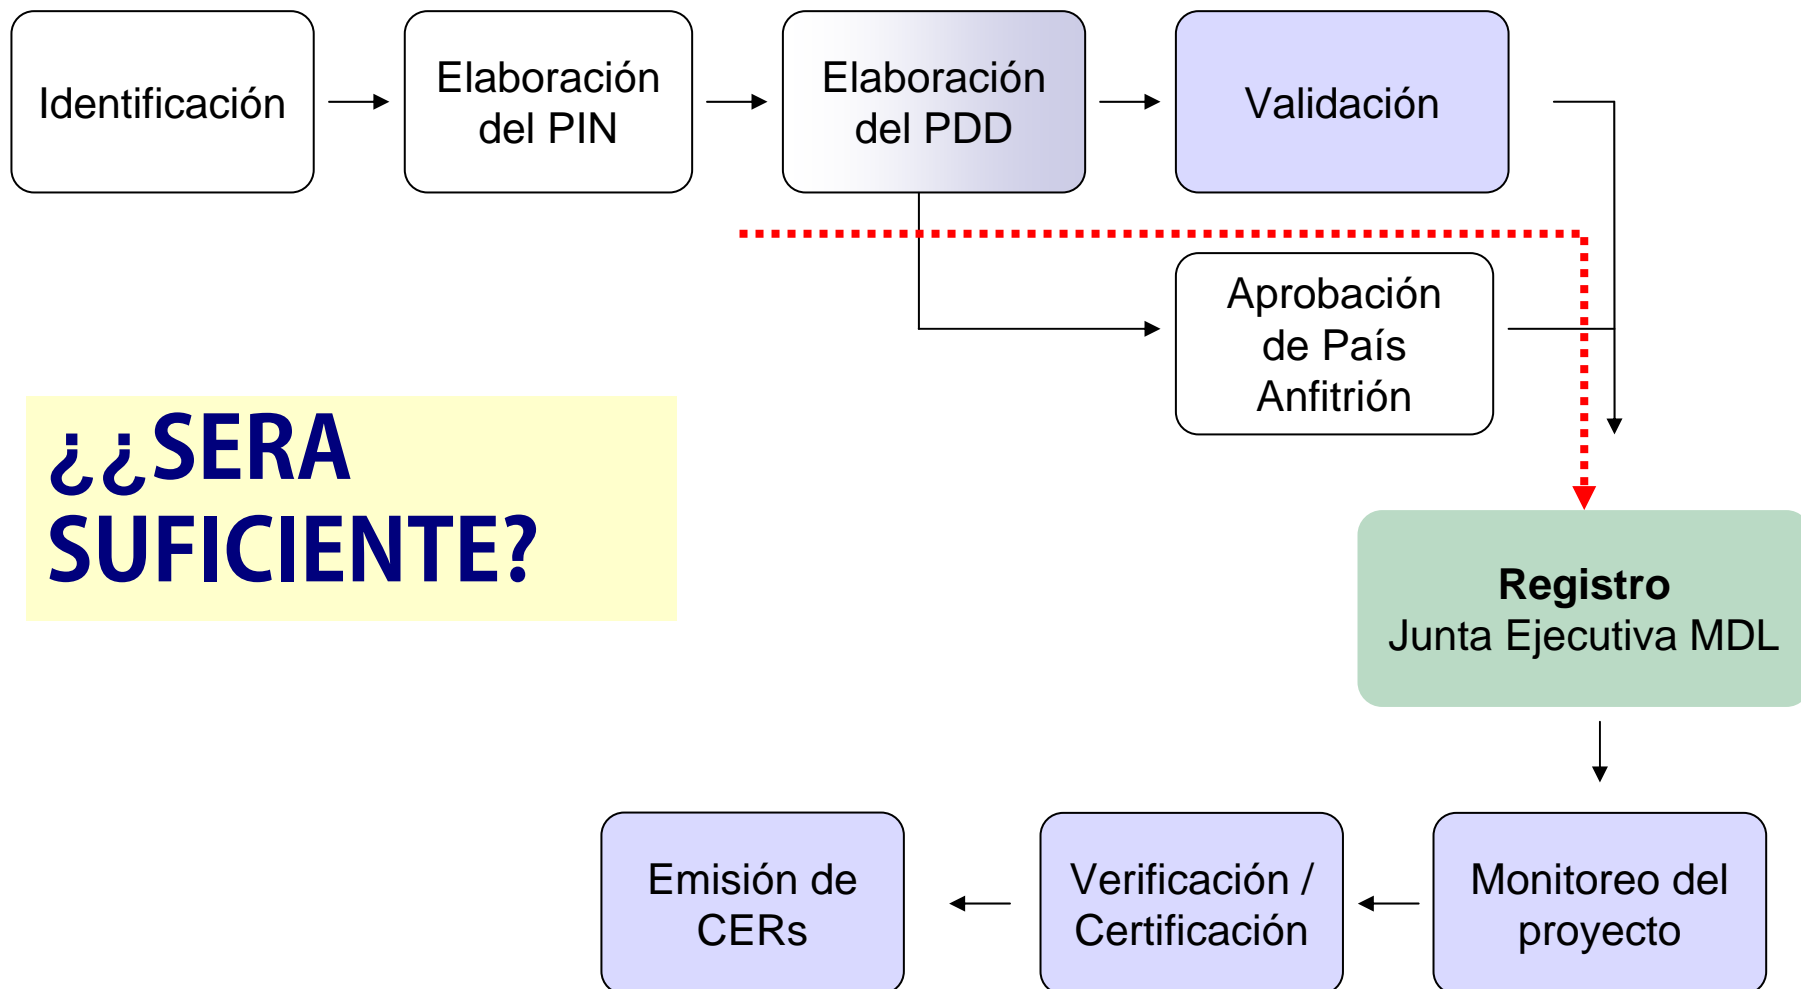 Identificación
Elaboración
del PIN
Elaboración
del PDD
Validación
Aprobación
de País
Anfitrión
¿¿SERA
SUFICIENTE?
Registro
Junta Ejecutiva MDL
Emisión de
CERs
Verificación /
Certificación
Monitoreo del
proyecto